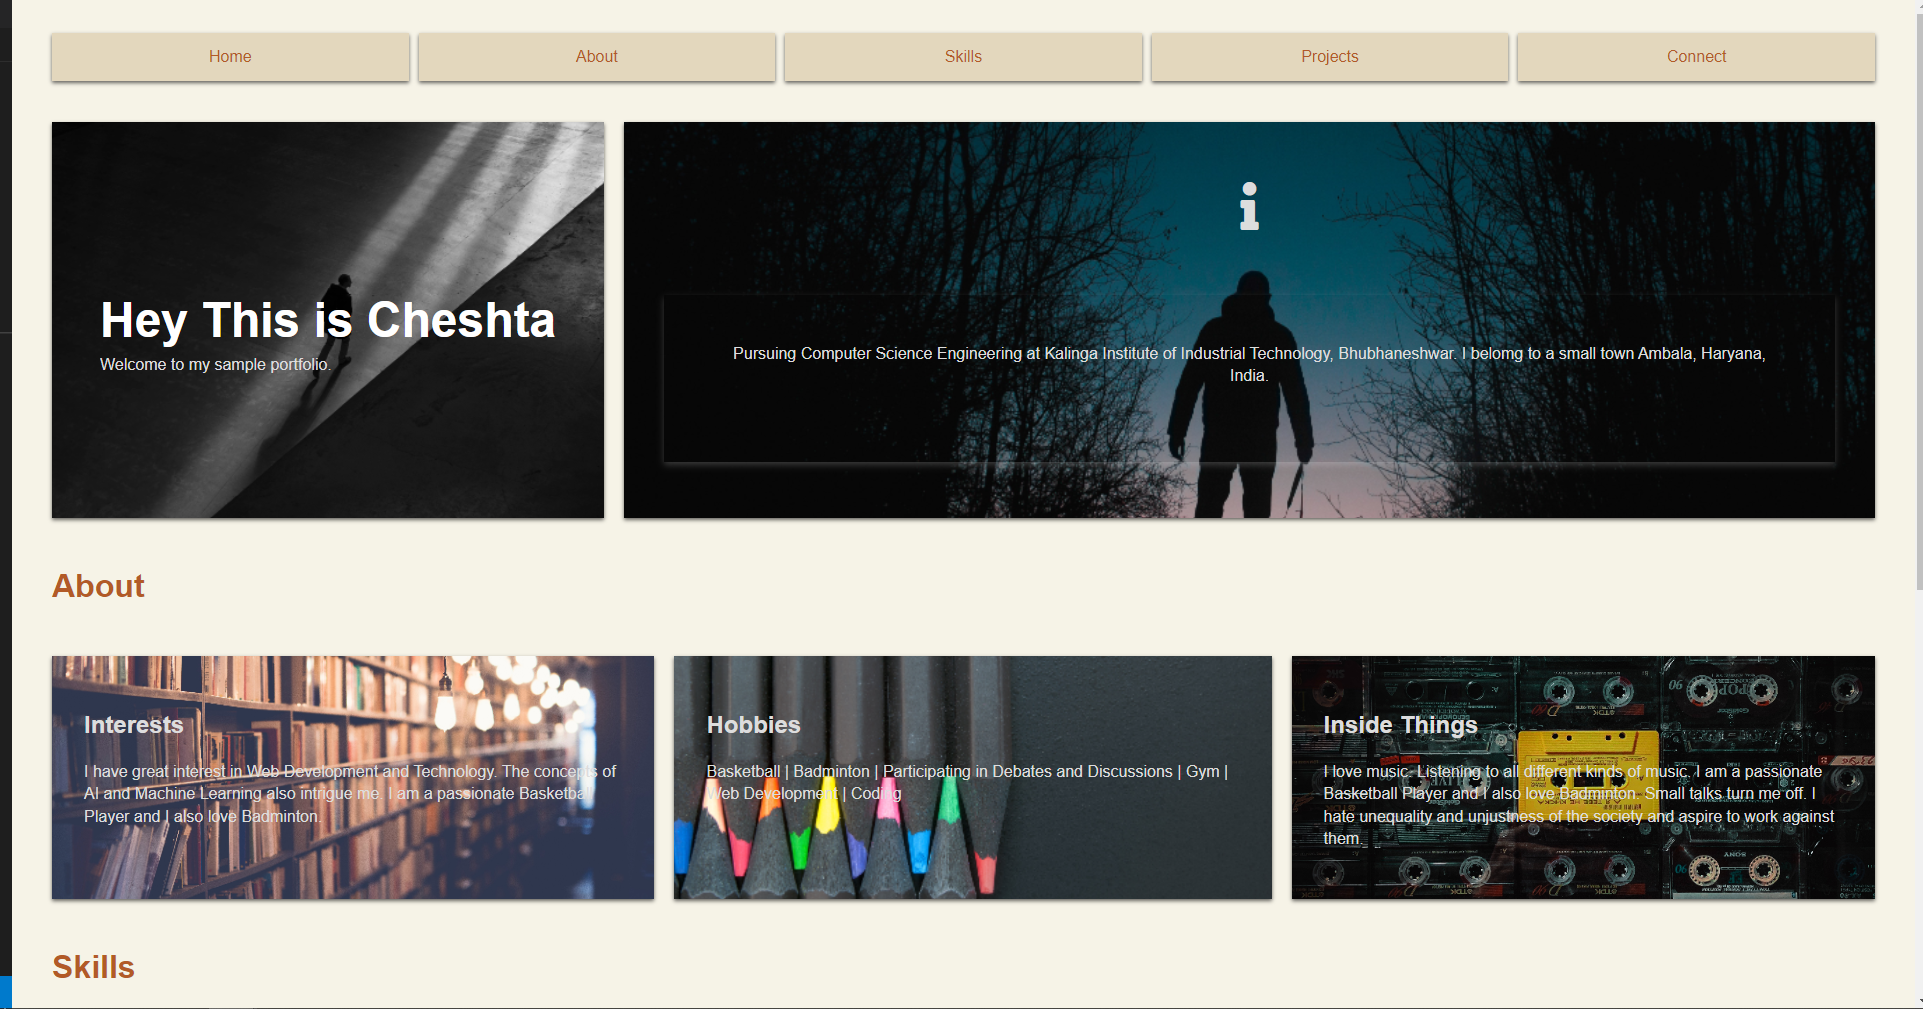 Home
About
Skills
Projects
Connect
Hey This is Cheshta
Welcome to my sample portfolio.
Pursuing Computer Science Engineering at Kalinga Institute of Industrial Technology, Bhubhaneshwar. I belomg to a small town Ambala, Haryana,
India.
About
Interests
I have great interest in Web Development and Technology. The concepts of
AI and Machine Learning also intrigue me. I am a passionate Basketball
Player and I also love Badminton.
Hobbies
Basketball | Badminton | Participating in Debates and Discussions | Gym |
Web Development | Coding
Inside Things
I love music- Listening to all different kinds of music. I am a passionate
Basketball Player and I also love Badminton. Small talks turn me off. I
hate unequality and unjustness of the society and aspire to work against
them.
Skills